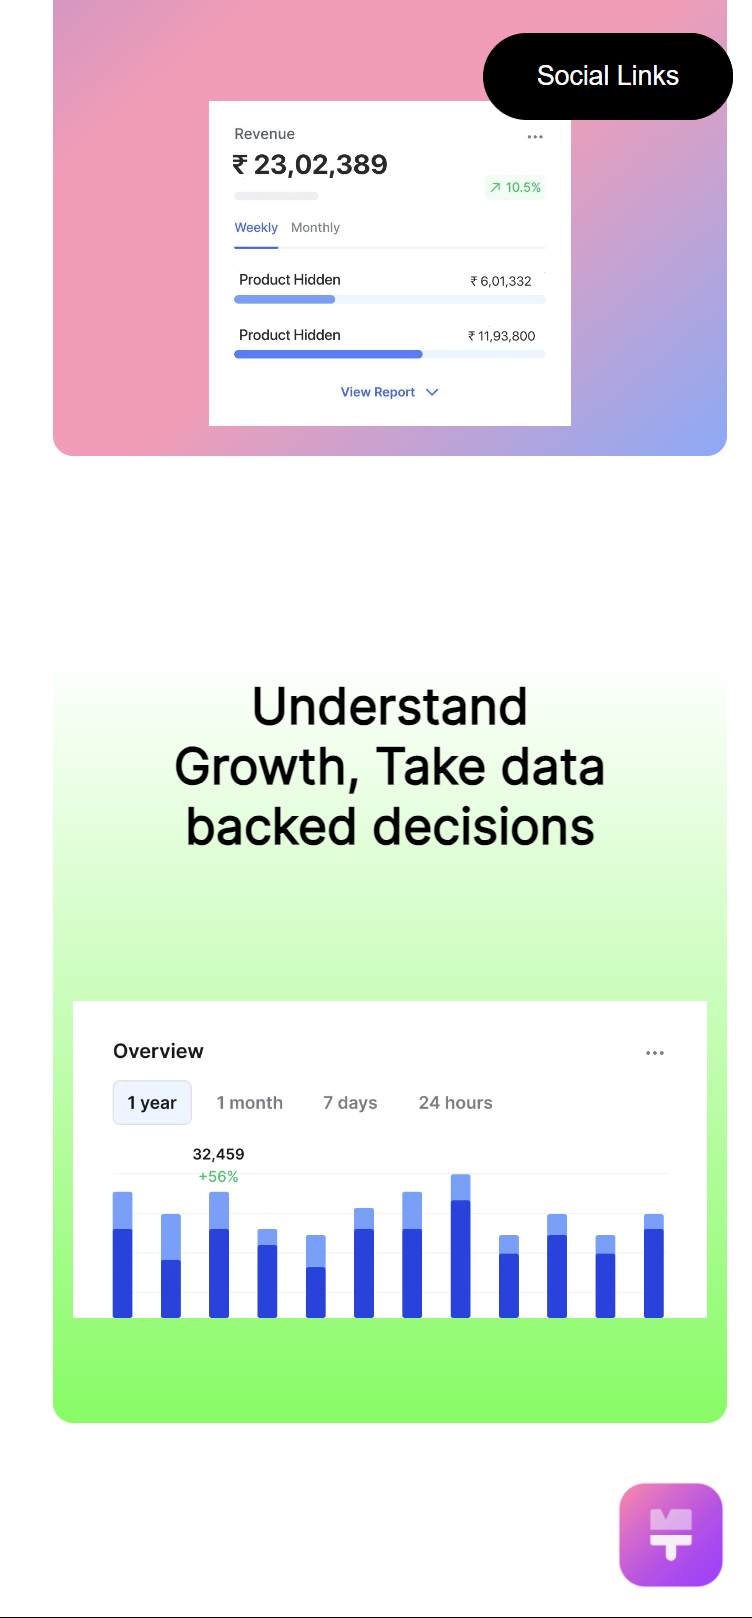 Social Links
Revenue
₹ 23,02,389
10.5%
Weekly Monthly
Product Hidden ₹ 6,01,332
Product Hidden ₹ 11,93,800
View Report
Understand
Growth, Take data
backed decisions
Overview
1 year 1 month 7 days 24 hours
32,459
+56%